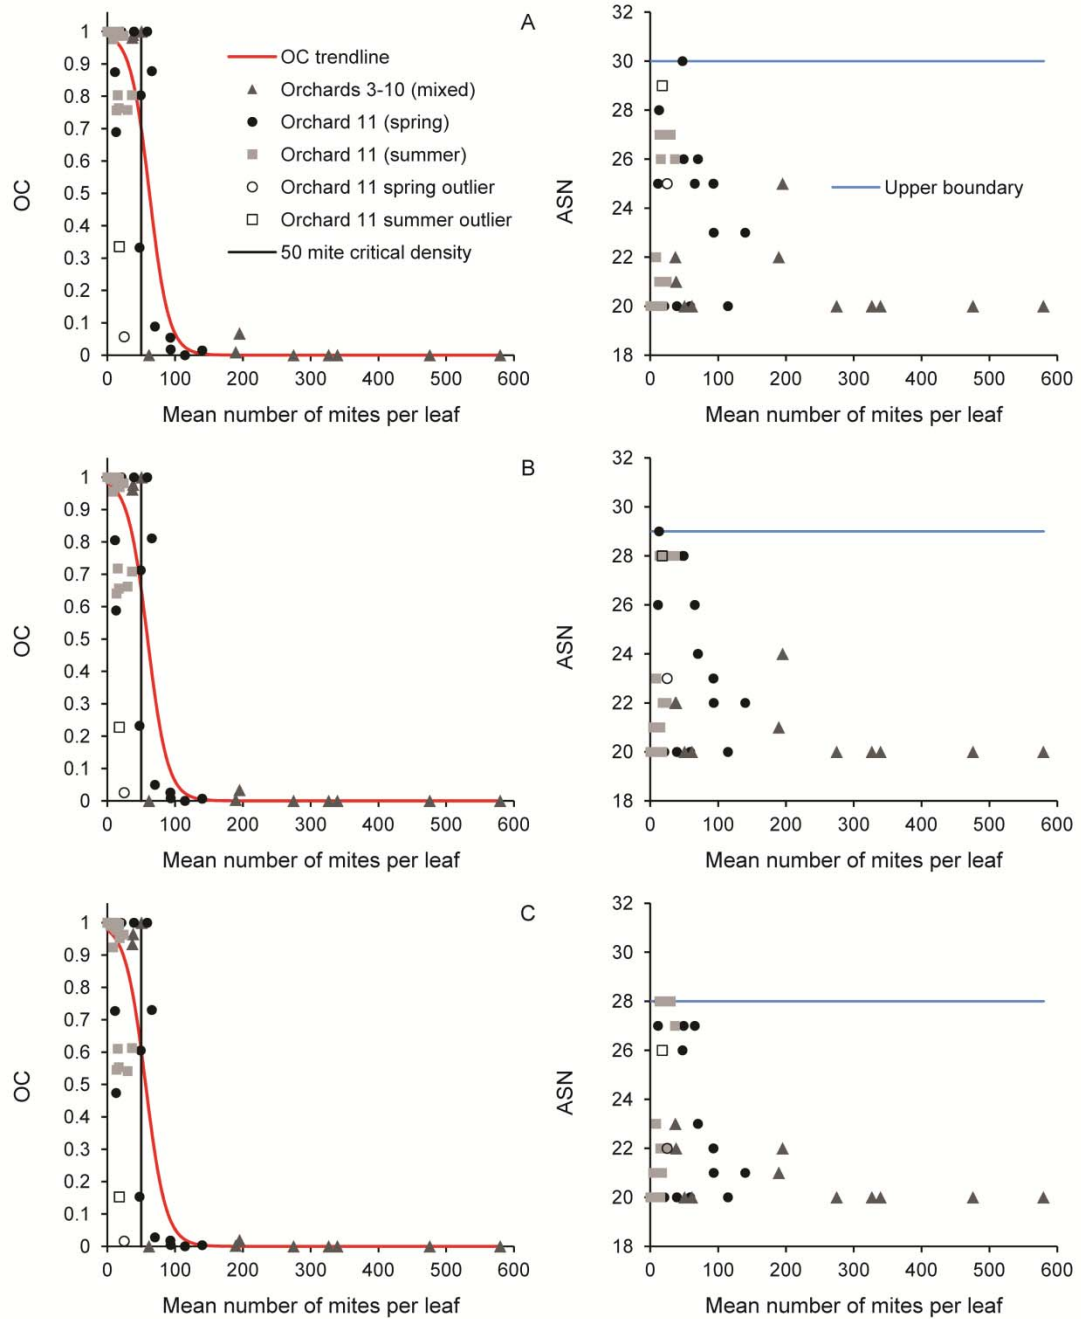 A
OC
1
0.9
0.8
0.7
0.6
0.5
0.4
0.3
0.2
0.1
0
0 100 200 300 400 500 600
Mean number of mites per leaf
OC trendline
Orchards 3-10 (mixed)
Orchard 11 (spring)
Orchard 11 (summer)
Orchard 11 spring outlier
Orchard 11 summer outlier
50 mite critical density
ASN
32
30
28
26
24
22
20
18
0 100 200 300 400 500 600
Mean number of mites per leaf
Upper boundary
B
OC
1
0.9
0.8
0.7
0.6
0.5
0.4
0.3
0.2
0.1
0
0 100 200 300 400 500 600
Mean number of mites per leaf
ASN
32
30
28
26
24
22
20
18
0 100 200 300 400 500 600
Mean number of mites per leaf
C
OC
1
0.9
0.8
0.7
0.6
0.5
0.4
0.3
0.2
0.1
0
0 100 200 300 400 500 600
Mean number of mites per leaf
ASN
32
30
28
26
24
22
20
18
0 100 200 300 400 500 600
Mean number of mites per leaf